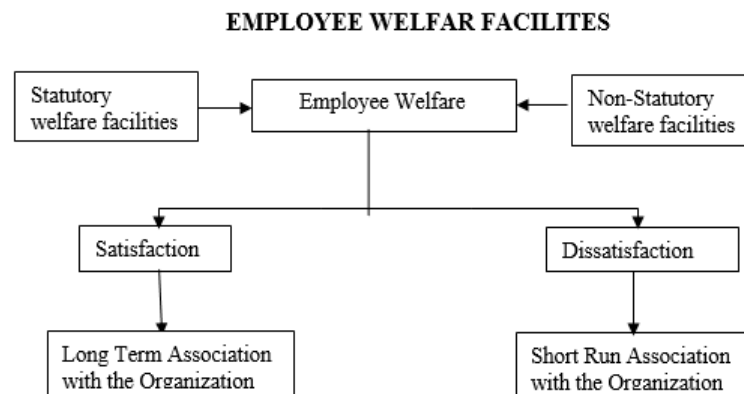 EMPLOYEE WELFAR FACILITES
Statutory
welfare facilities
Employee Welfare
Non-Statutory
welfare facilities
Satisfaction
Dissatisfaction
Long Term Association
with the Organization
Short Run Association
with the Organization